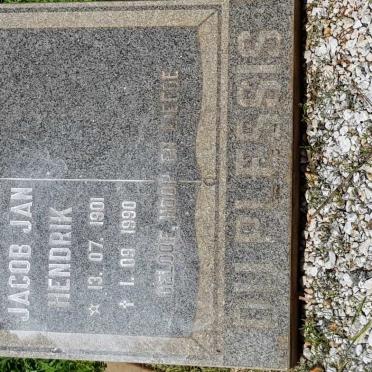 JACOB JAN
HENDRIK
☆ 13. 07. 1901
✝ 1. 09. 1990
GELOOF, HOOP EN LIEFDE
DU PLESSIS